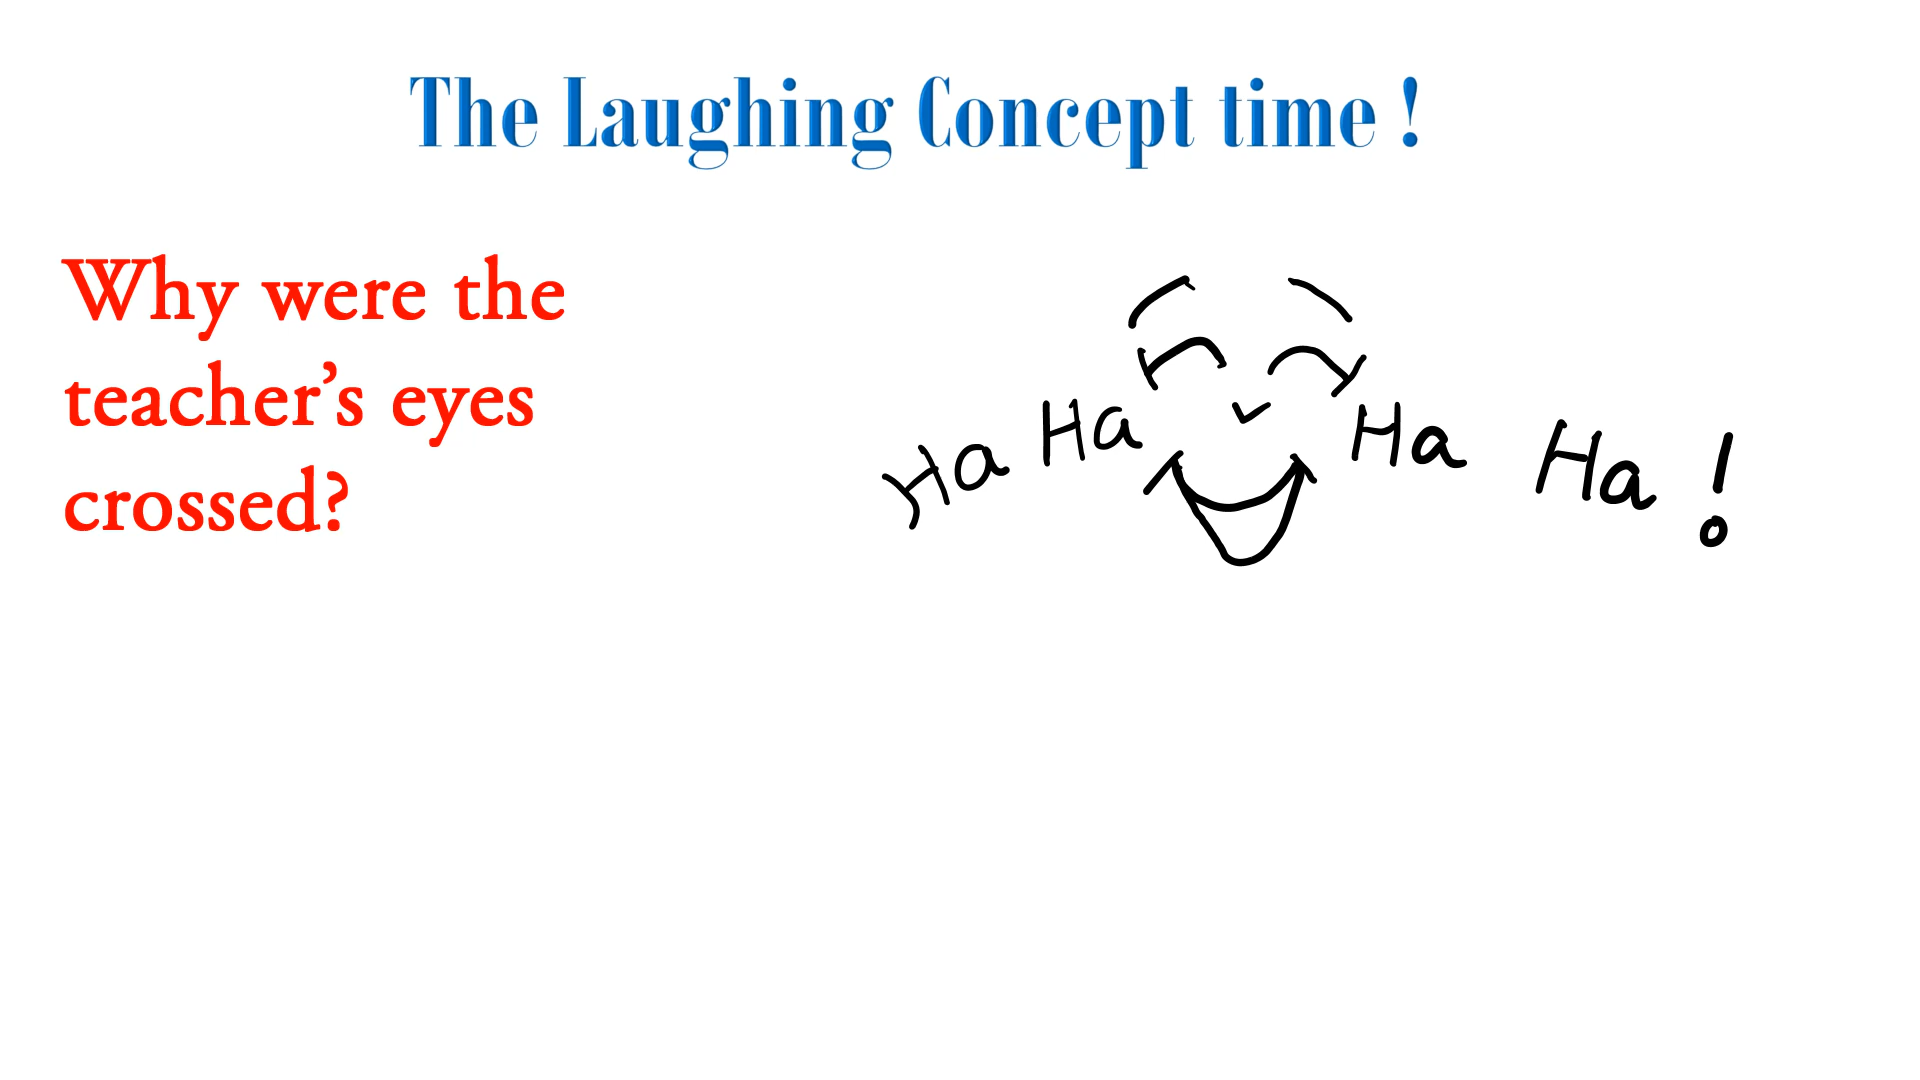 The Laughing Concept time !
Why were the
teacher’s eyes
crossed?
Ha Ha Ha Ha !